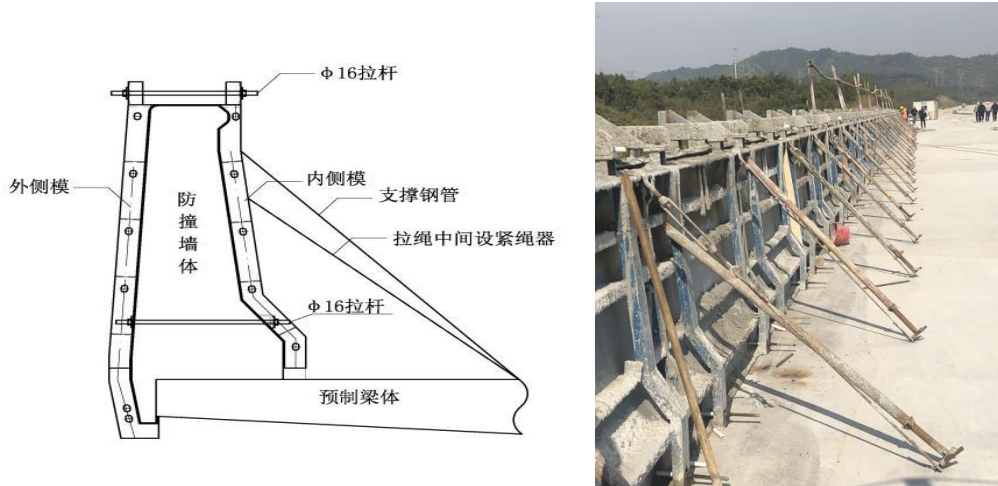 φ16拉杆
外侧模
内侧模
支撑钢管
防撞墙体
拉绳中间设紧绳器
φ16拉杆
预制梁体